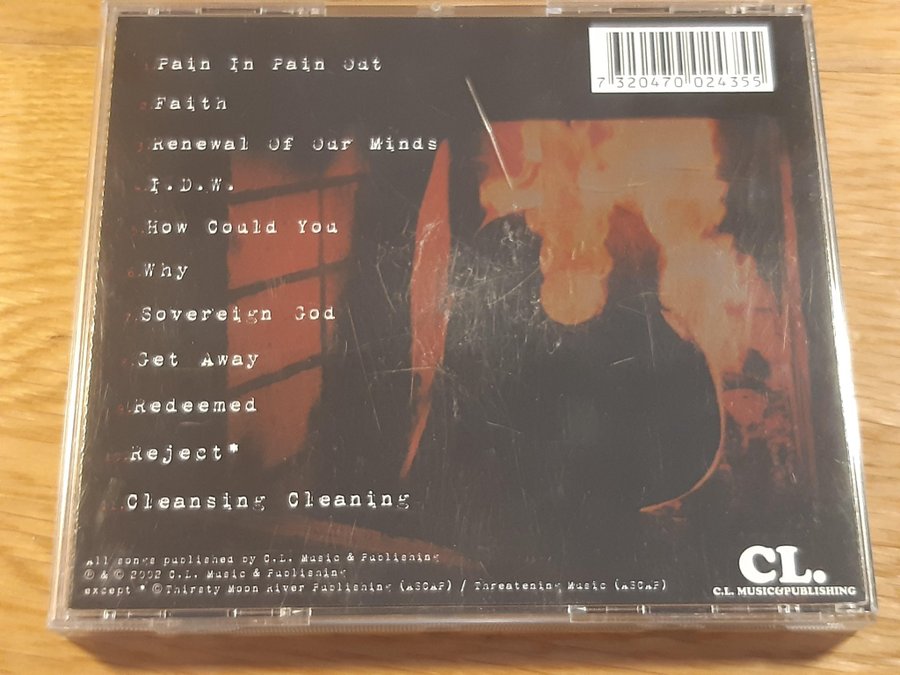 Pain In Pain Out
7 320470 024355
Faith
Renewal Of Our Minds
I.D.W.
How Could You
Why
Sovereign God
Get Away
Redeemed
Reject*
Cleansing Cleaning
All songs published by C.L. Music & Publishing
℗ & © 2002 C.L. Music & Publishing
except * ©Thirsty Moon River Publishing (ASCAP) / Threatening Music (ASCAP)
CL.
C.L. MUSIC&PUBLISHING